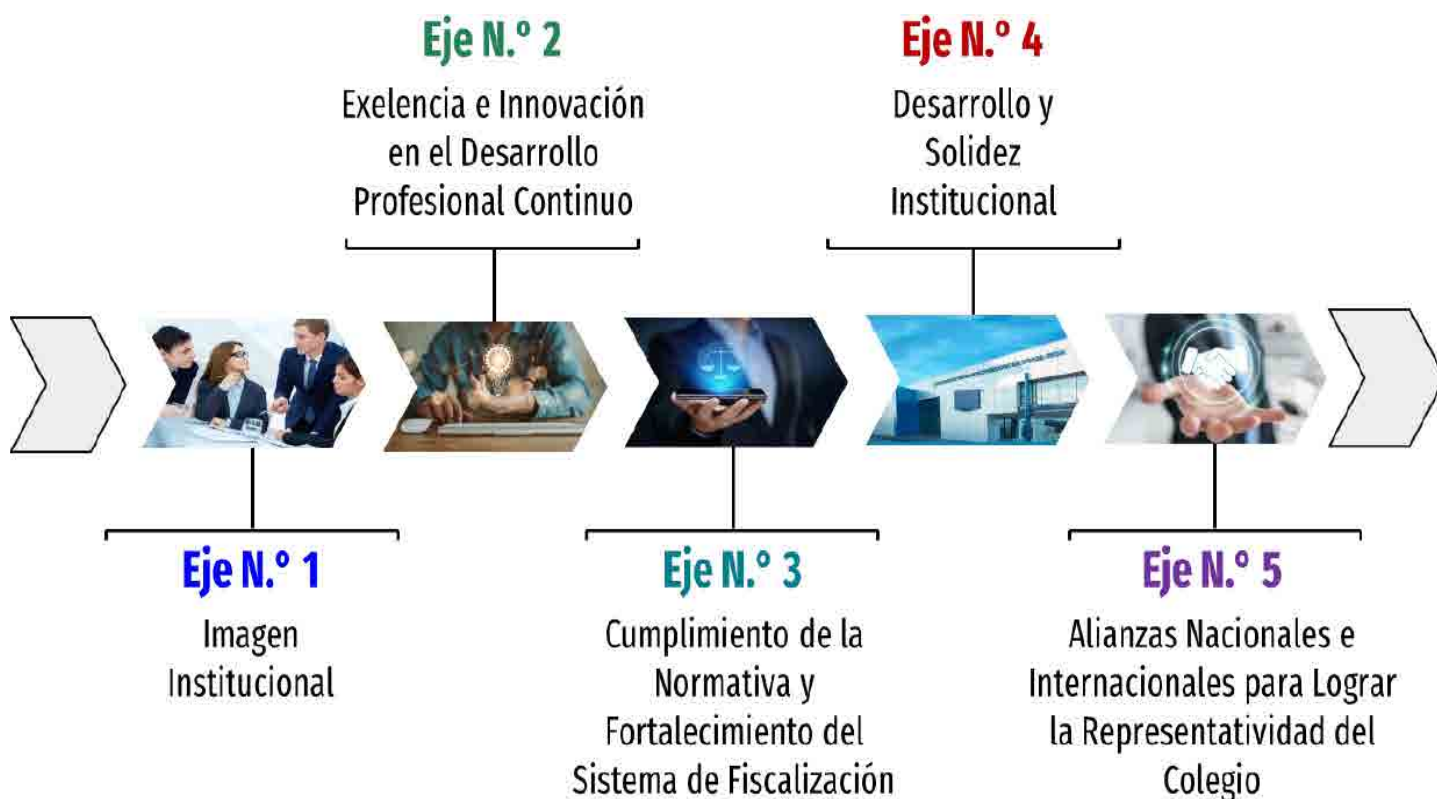 Eje N.º 2
Exelencia e Innovación
en el Desarrollo
Profesional Continuo
Eje N.º 4
Desarrollo y
Solidez
Institucional
Eje N.º 1
Imagen
Institucional
Eje N.º 3
Cumplimiento de la
Normativa y
Fortalecimiento del
Sistema de Fiscalización
Eje N.º 5
Alianzas Nacionales e
Internacionales para Lograr
la Representatividad del
Colegio